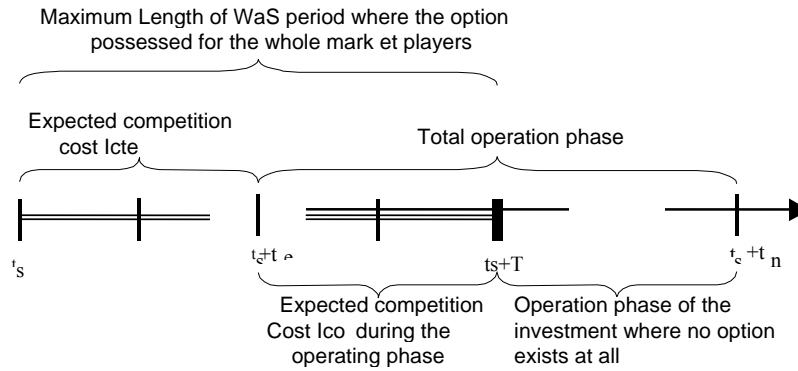 Maximum Length of WaS period where the option
possessed for the whole mark et players
Expected competition
cost Icte
Total operation phase
ts
ts+t e
ts+T
ts +t n
Expected competition
Cost Ico during the
operating phase
Operation phase of the
investment where no option
exists at all